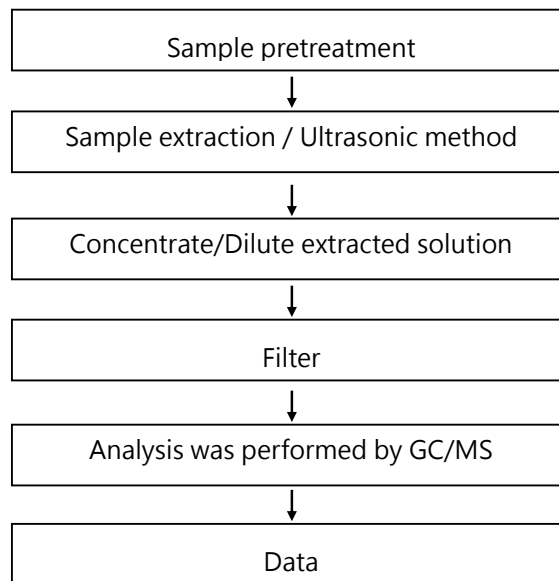 Sample pretreatment
Sample extraction / Ultrasonic method
Concentrate/Dilute extracted solution
Filter
Analysis was performed by GC/MS
Data